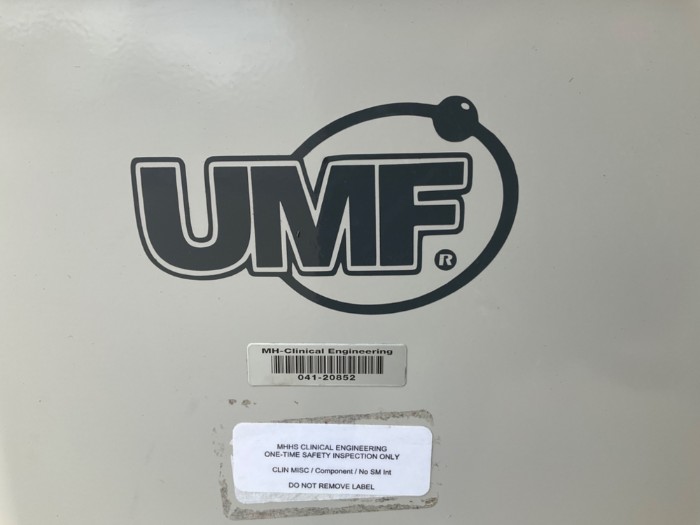 UMF®
MH-Clinical Engineering
041-20852
MHHS CLINICAL ENGINEERING
ONE-TIME SAFETY INSPECTION ONLY
CLIN MISC / Component / No SM Int
DO NOT REMOVE LABEL